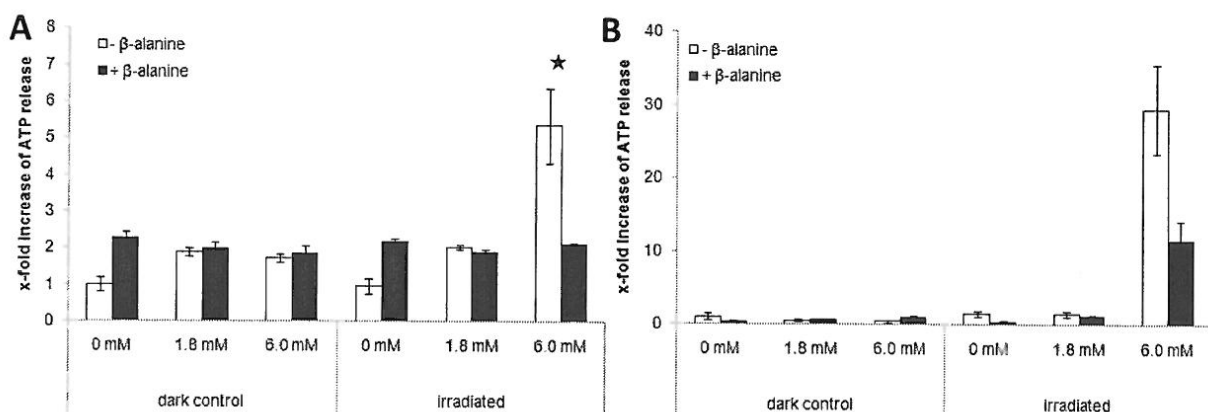 A
x-fold Increase of ATP release
8
7
6
5
4
3
2
1
0
- β-alanine
+ β-alanine
★
0 mM 1.8 mM 6.0 mM 0 mM 1.8 mM 6.0 mM
dark control irradiated
B
x-fold Increase of ATP release
40
30
20
10
0
- β-alanine
+ β-alanine
0 mM 1.8 mM 6.0 mM 0 mM 1.8 mM 6.0 mM
dark control irradiated